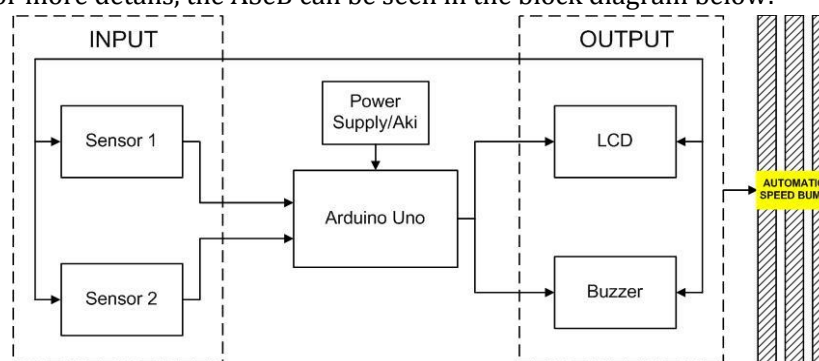 or more details, the ASeB can be seen in the block diagram below:
INPUT
OUTPUT
Power
Supply/Aki
Sensor 1
LCD
Arduino Uno
AUTOMATIC
SPEED BUM
Sensor 2
Buzzer